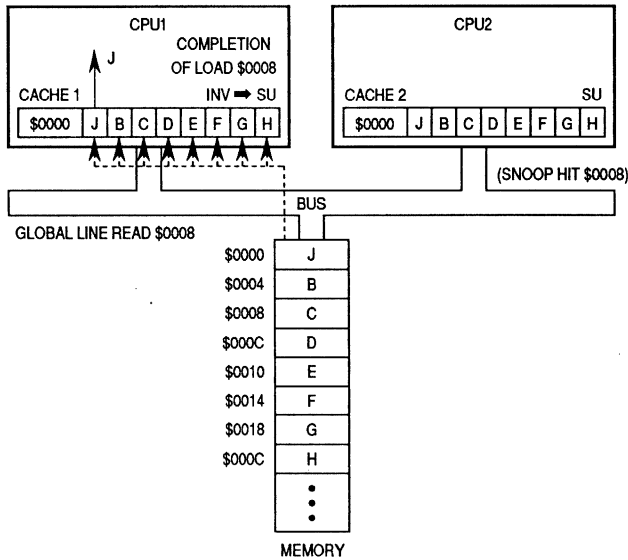 CPU1
COMPLETION
OF LOAD $0008
J
CACHE 1
INV ➡ SU
$0000 J B C D E F G H
CPU2
CACHE 2
SU
$0000 J B C D E F G H
(SNOOP HIT $0008)
BUS
GLOBAL LINE READ $0008
$0000 J
$0004 B
$0008 C
$000C D
$0010 E
$0014 F
$0018 G
$000C H
MEMORY